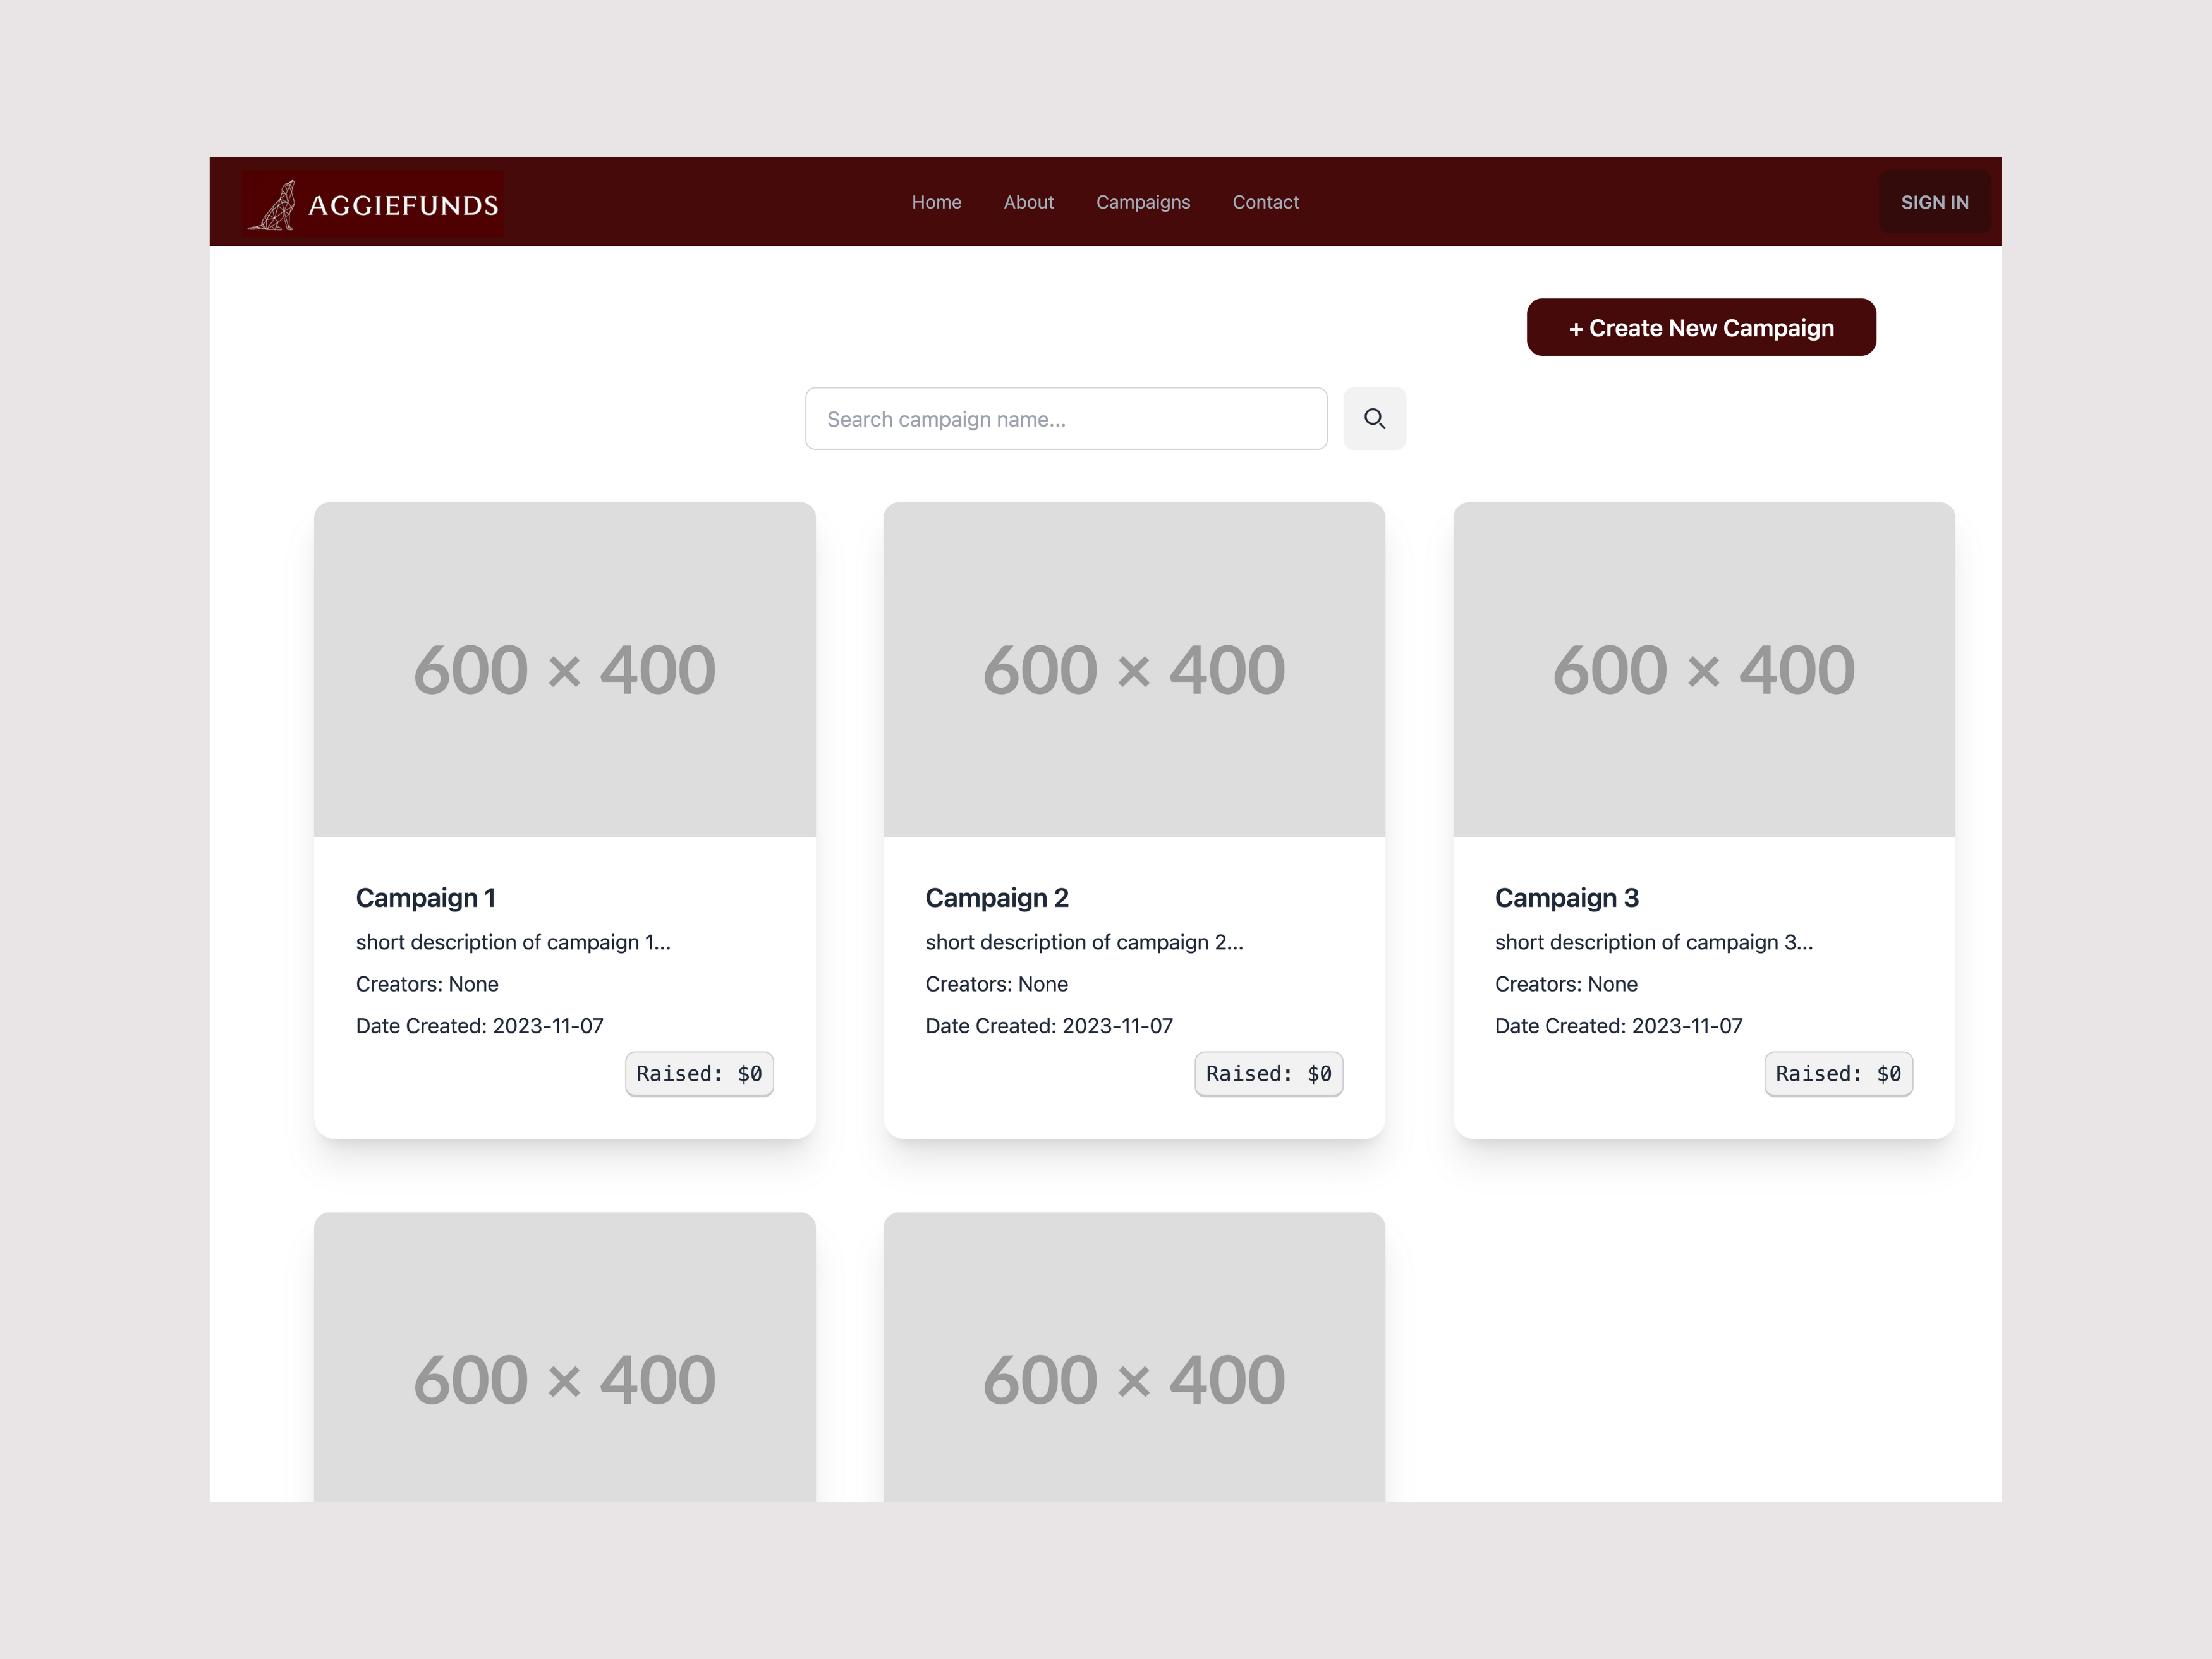 AGGIEFUNDS
Home About Campaigns Contact
SIGN IN
+ Create New Campaign
Search campaign name...
600 × 400
600 × 400
600 × 400
Campaign 1
short description of campaign 1...
Creators: None
Date Created: 2023-11-07
Raised: $0
Campaign 2
short description of campaign 2...
Creators: None
Date Created: 2023-11-07
Raised: $0
Campaign 3
short description of campaign 3...
Creators: None
Date Created: 2023-11-07
Raised: $0
600 × 400
600 × 400